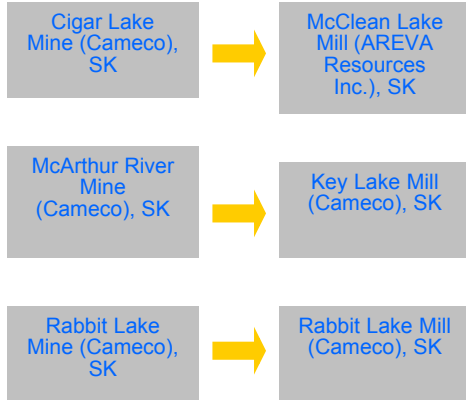 Cigar Lake
Mine (Cameco),
SK
McClean Lake
Mill (AREVA
Resources
Inc.), SK
McArthur River
Mine
(Cameco), SK
Key Lake Mill
(Cameco), SK
Rabbit Lake
Mine (Cameco),
SK
Rabbit Lake Mill
(Cameco), SK